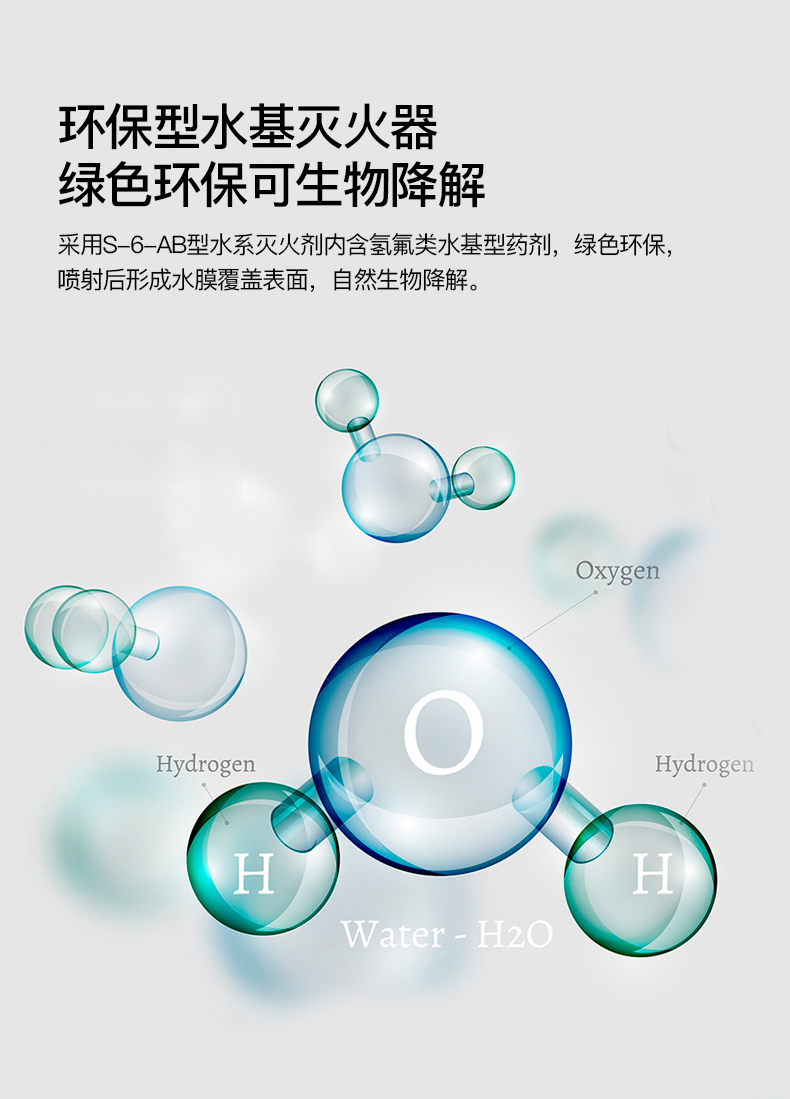 环保型水基灭火器
绿色环保可生物降解
采用S-6-AB型水系灭火剂内含氢氟类水基型药剂，绿色环保，
喷射后形成水膜覆盖表面，自然生物降解。
Oxygen
O
Hydrogen
Hydrogen
H
H
Water - H2O